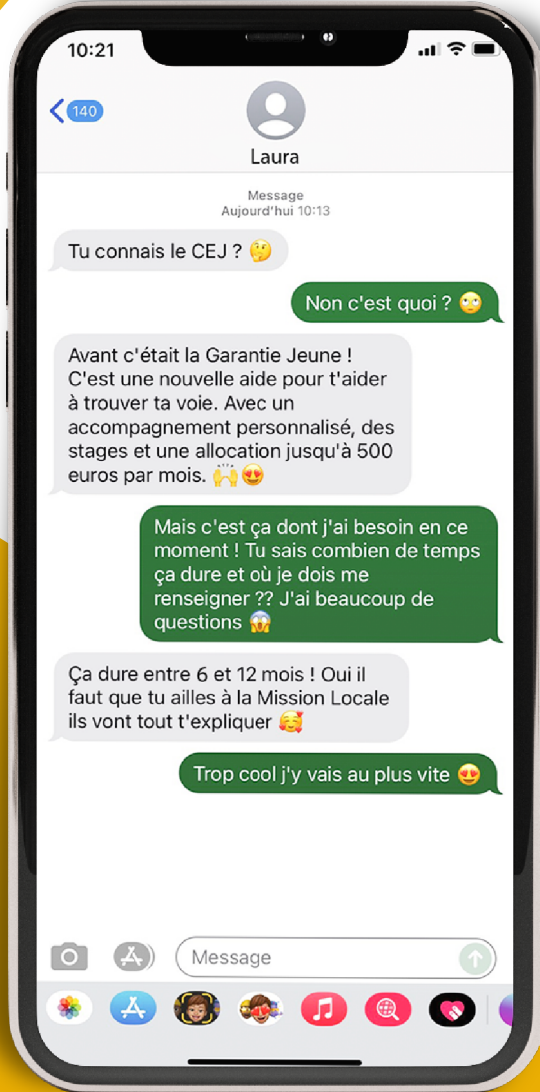 10:21
140
Laura
Message
Aujourd'hui 10:13
Tu connais le CEJ ? 🤔
Non c'est quoi ? 🙄
Avant c'était la Garantie Jeune !
C'est une nouvelle aide pour t'aider
à trouver ta voie. Avec un
accompagnement personnalisé, des
stages et une allocation jusqu'à 500
euros par mois. 🙌😍
Mais c'est ça dont j'ai besoin en ce
moment ! Tu sais combien de temps
ça dure et où je dois me
renseigner ?? J'ai beaucoup de
questions 😱
Ça dure entre 6 et 12 mois ! Oui il
faut que tu ailles à la Mission Locale
ils vont tout t'expliquer 🥰
Trop cool j'y vais au plus vite 😍
Message